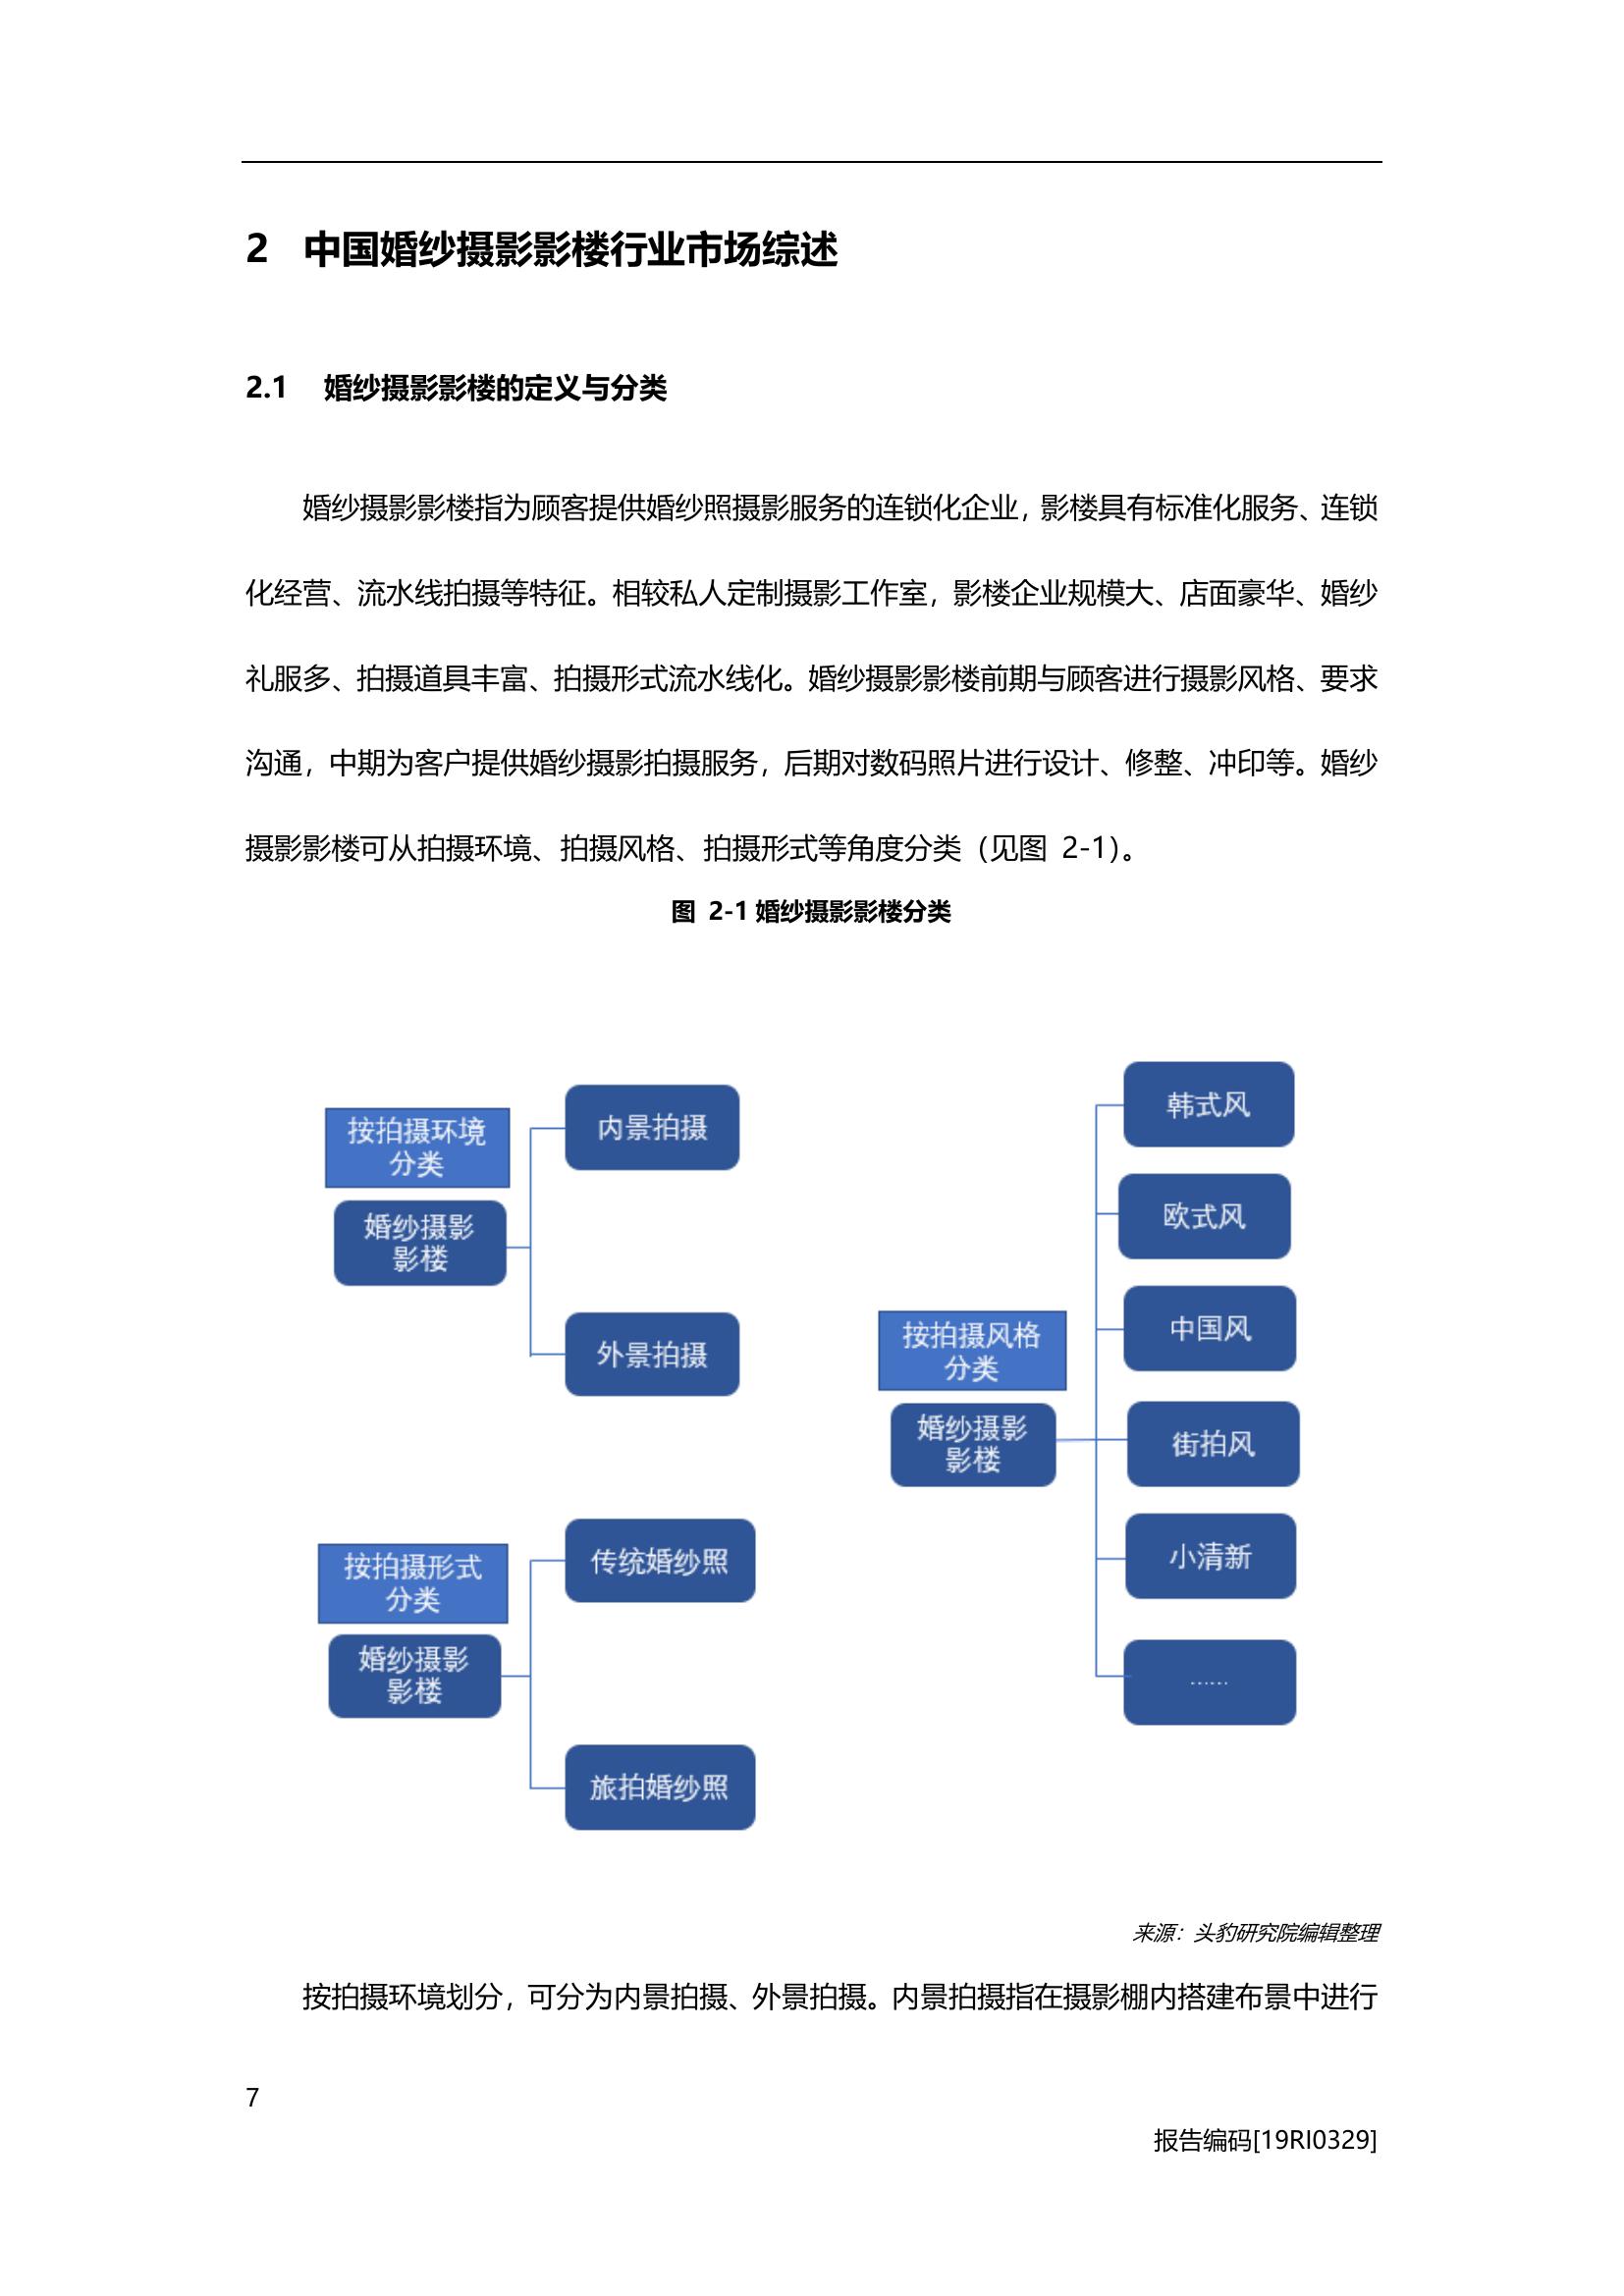 2 中国婚纱摄影影楼行业市场综述
2.1 婚纱摄影影楼的定义与分类
婚纱摄影影楼指为顾客提供婚纱照摄影服务的连锁化企业，影楼具有标准化服务、连锁
化经营、流水线拍摄等特征。相较私人定制摄影工作室，影楼企业规模大、店面豪华、婚纱
礼服多、拍摄道具丰富、拍摄形式流水线化。婚纱摄影影楼前期与顾客进行摄影风格、要求
沟通，中期为客户提供婚纱摄影拍摄服务，后期对数码照片进行设计、修整、冲印等。婚纱
摄影影楼可从拍摄环境、拍摄风格、拍摄形式等角度分类（见图 2-1）。
图 2-1 婚纱摄影影楼分类
按拍摄环境
分类
婚纱摄影
影楼
内景拍摄
外景拍摄
按拍摄形式
分类
婚纱摄影
影楼
传统婚纱照
旅拍婚纱照
按拍摄风格
分类
婚纱摄影
影楼
韩式风
欧式风
中国风
街拍风
小清新
……
来源：头豹研究院编辑整理
按拍摄环境划分，可分为内景拍摄、外景拍摄。内景拍摄指在摄影棚内搭建布景中进行
7
报告编码[19RI0329]